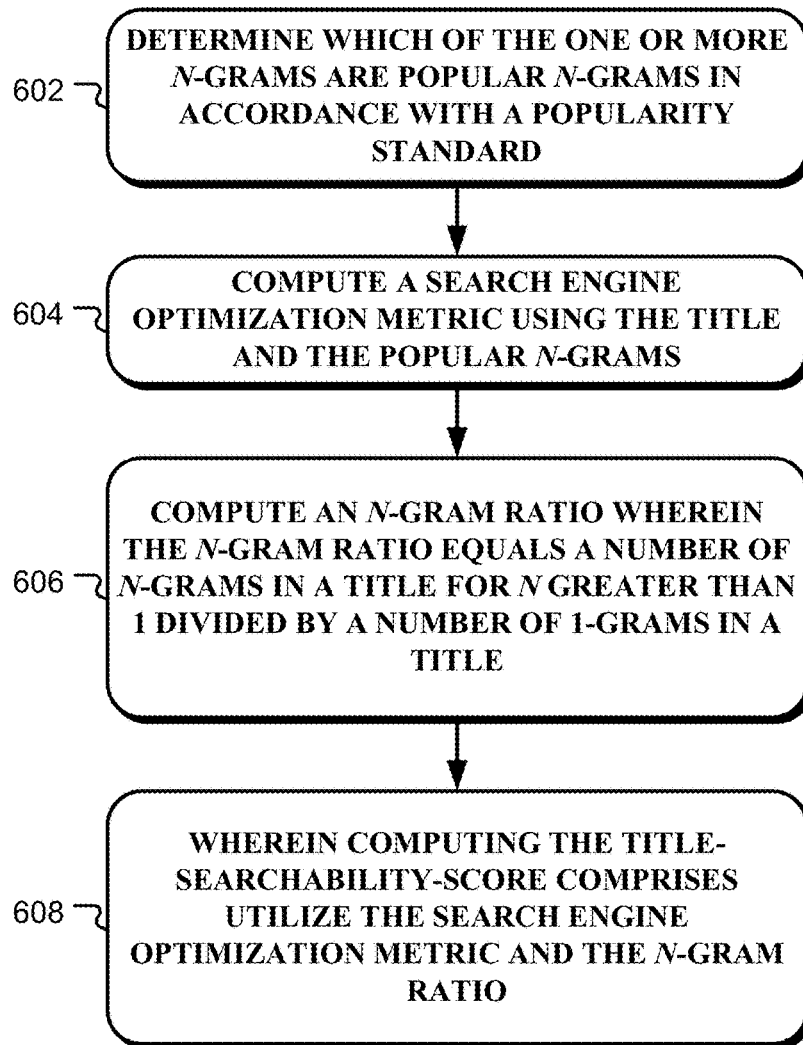 DETERMINE WHICH OF THE ONE OR MORE
N-GRAMS ARE POPULAR N-GRAMS IN
602
ACCORDANCE WITH A POPULARITY
STANDARD
COMPUTE A SEARCH ENGINE
604
OPTIMIZATION METRIC USING THE TITLE
AND THE POPULAR N-GRAMS.
COMPUTE AN N-GRAM RATIO WHEREIN
THE N-GRAM RATIO EQUALS A NUMBER OF
606
N-GRAMS IN A TITLE FOR N GREATER THAN
1 DIVIDED BY A NUMBER OF 1-GRAMS IN A
TITLE
WHEREIN COMPUTING THE TITLE-
SEARCHABILITY-SCORE COMPRISES
608
UTILIZE THE SEARCH ENGINE
OPTIMIZATION METRIC AND THE N-GRAM
RATIO